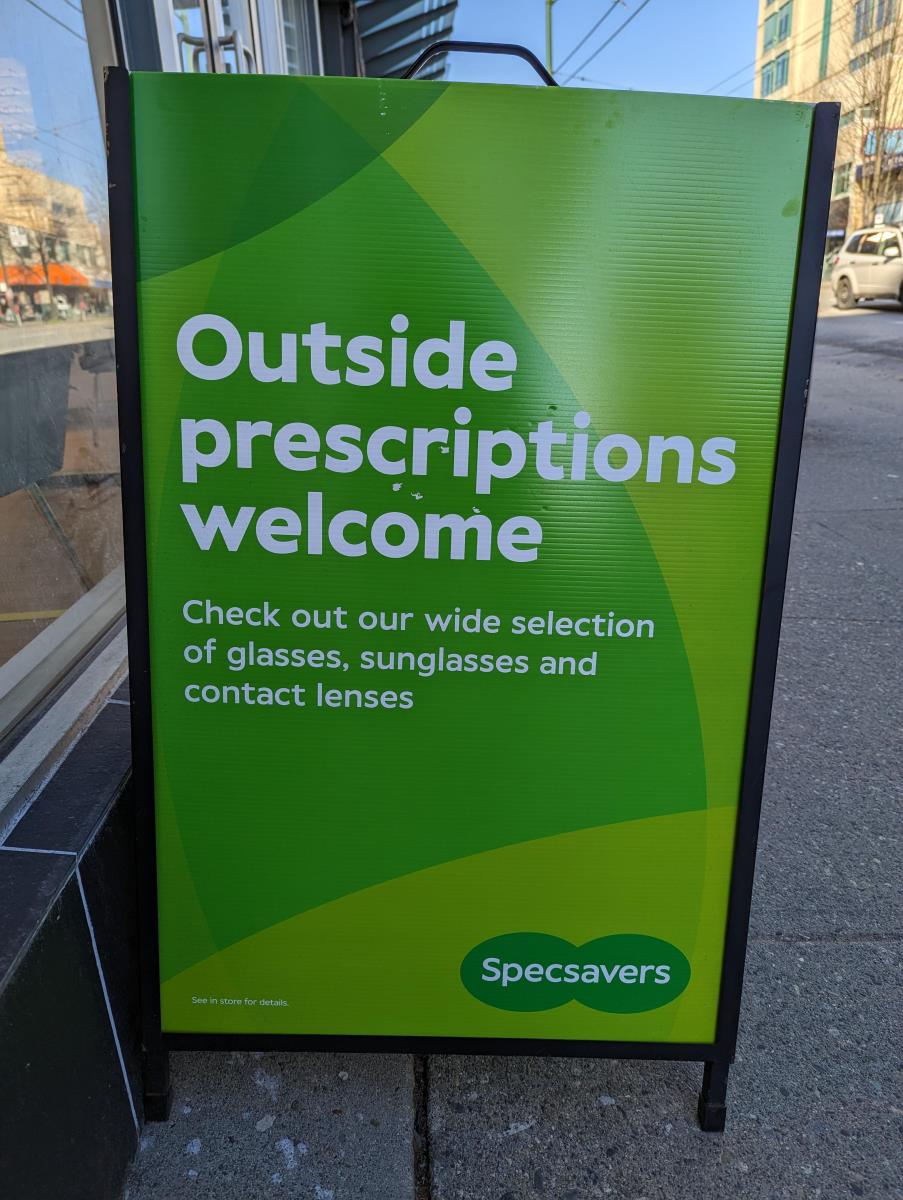 Outside
prescriptions
welcome
Check out our wide selection
of glasses, sunglasses and
contact lenses
Specsavers
See in store for details.